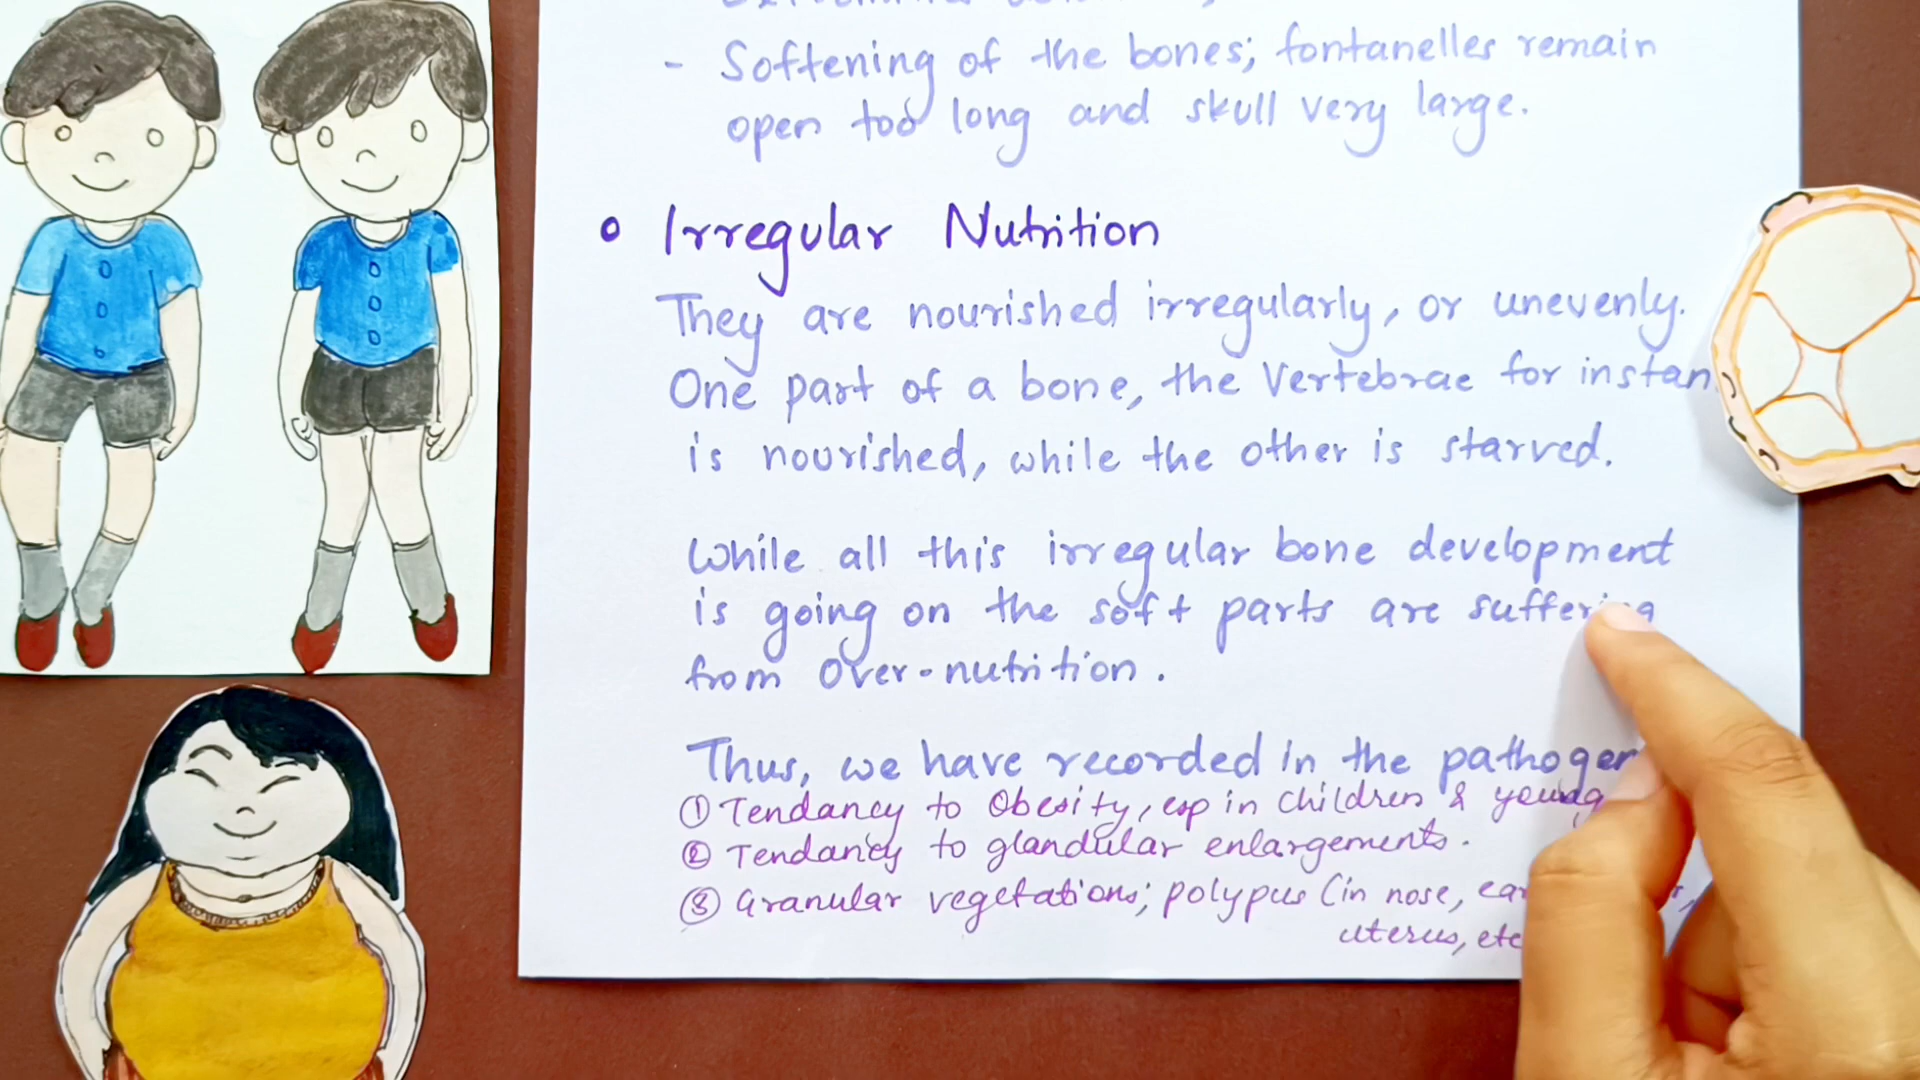 - Softening of the bones; fontanelles remain
open too long and skull very large.
Irregular Nutrition
They are nourished irregularly, or unevenly.
One part of a bone, the Vertebrae for instan
is nourished, while the other is starved.
While all this irregular bone development
is going on the soft parts are suffering
from over-nutrition.
Thus, we have recorded in the pathogen
① Tendancy to Obesity, esp in children & young
② Tendancy to glandular enlargements.
③ Granular vegetations; polypus (in nose, ear
uterus, etc